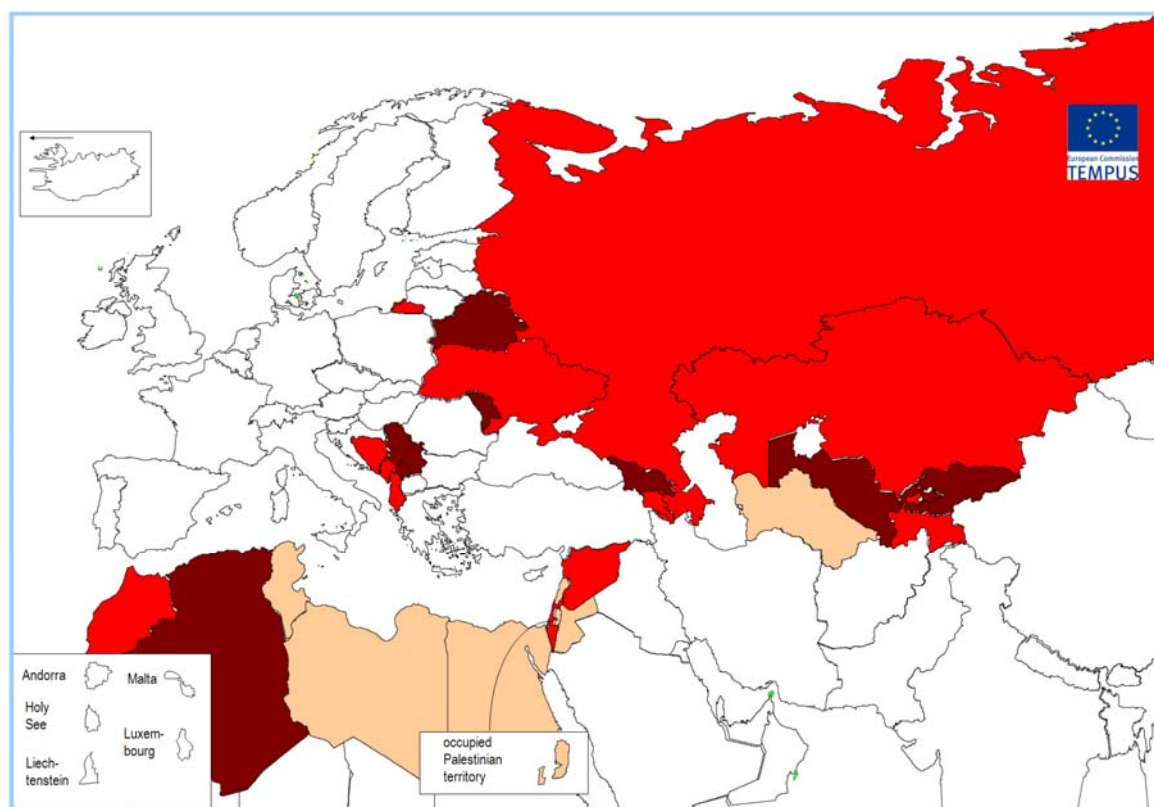 European Commission
TEMPUS
Andorra
Malta
Holy
See
Luxem-
bourg
Liech-
tenstein
occupied
Palestinian
territory